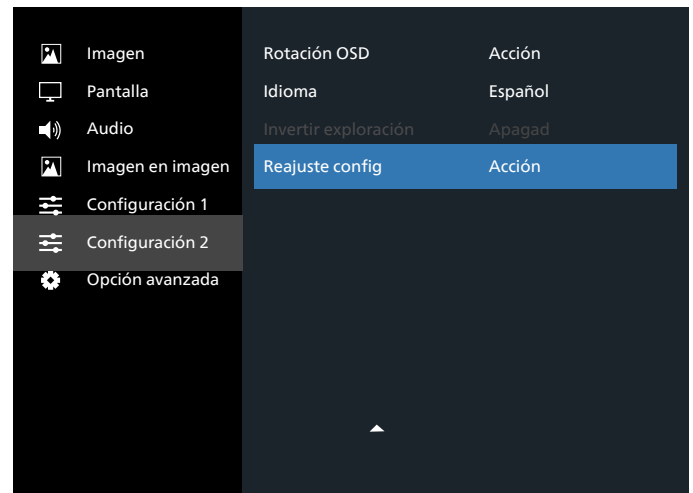 Imagen
Pantalla
Audio
Imagen en imagen
Configuración 1
Configuración 2
Opción avanzada
Rotación OSD Acción
Idioma Español
Invertir exploración Apagad
Reajuste config Acción